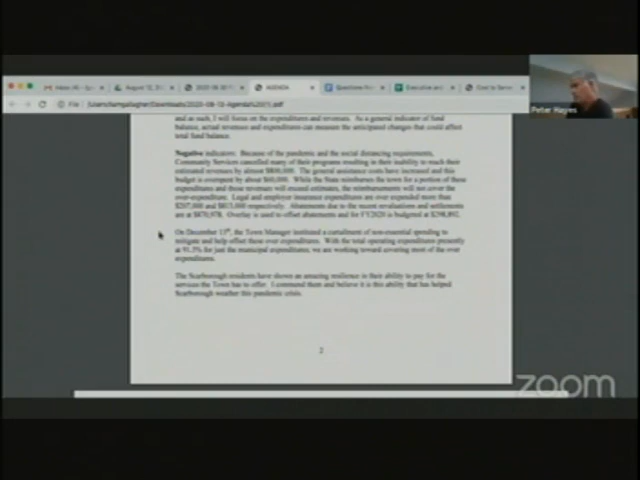 Peter Hayes
AGENDA
File
and as such, I will focus on the expenditures and revenues. As a general indicator of fund
balance, actual revenues and expenditures can measure the anticipated changes that could affect
total fund balance.
Negative indicators: Because of the pandemic and the social distancing requirements,
Community Services cancelled many of their programs resulting in their inability to reach their
estimated revenues by almost $800,000. The general assistance costs have increased and this
budget is overspent by about $60,000. While the State reimburses the town for a portion of these
expenditures and those revenues will exceed estimates, the reimbursements will not cover the
over-expenditure. Legal and employer insurance expenditures are over expended more than
and respectively. Abatements due to the recent revaluations and settlements
are at Overlay is used to offset abatements and for FY2020 is budgeted at
On December 13th, the Town Manager instituted a curtailment of non-essential spending to
mitigate and help offset these over expenditures. With the total operating expenditures presently
at 91.5% for just the municipal expenditures, we are working toward covering most of the over
expenditures.
The Scarborough residents have shown an amazing resilience in their ability to pay for the
services the Town has to offer. I commend them and believe it is this ability that has helped
Scarborough weather this pandemic crisis.
2
zoom